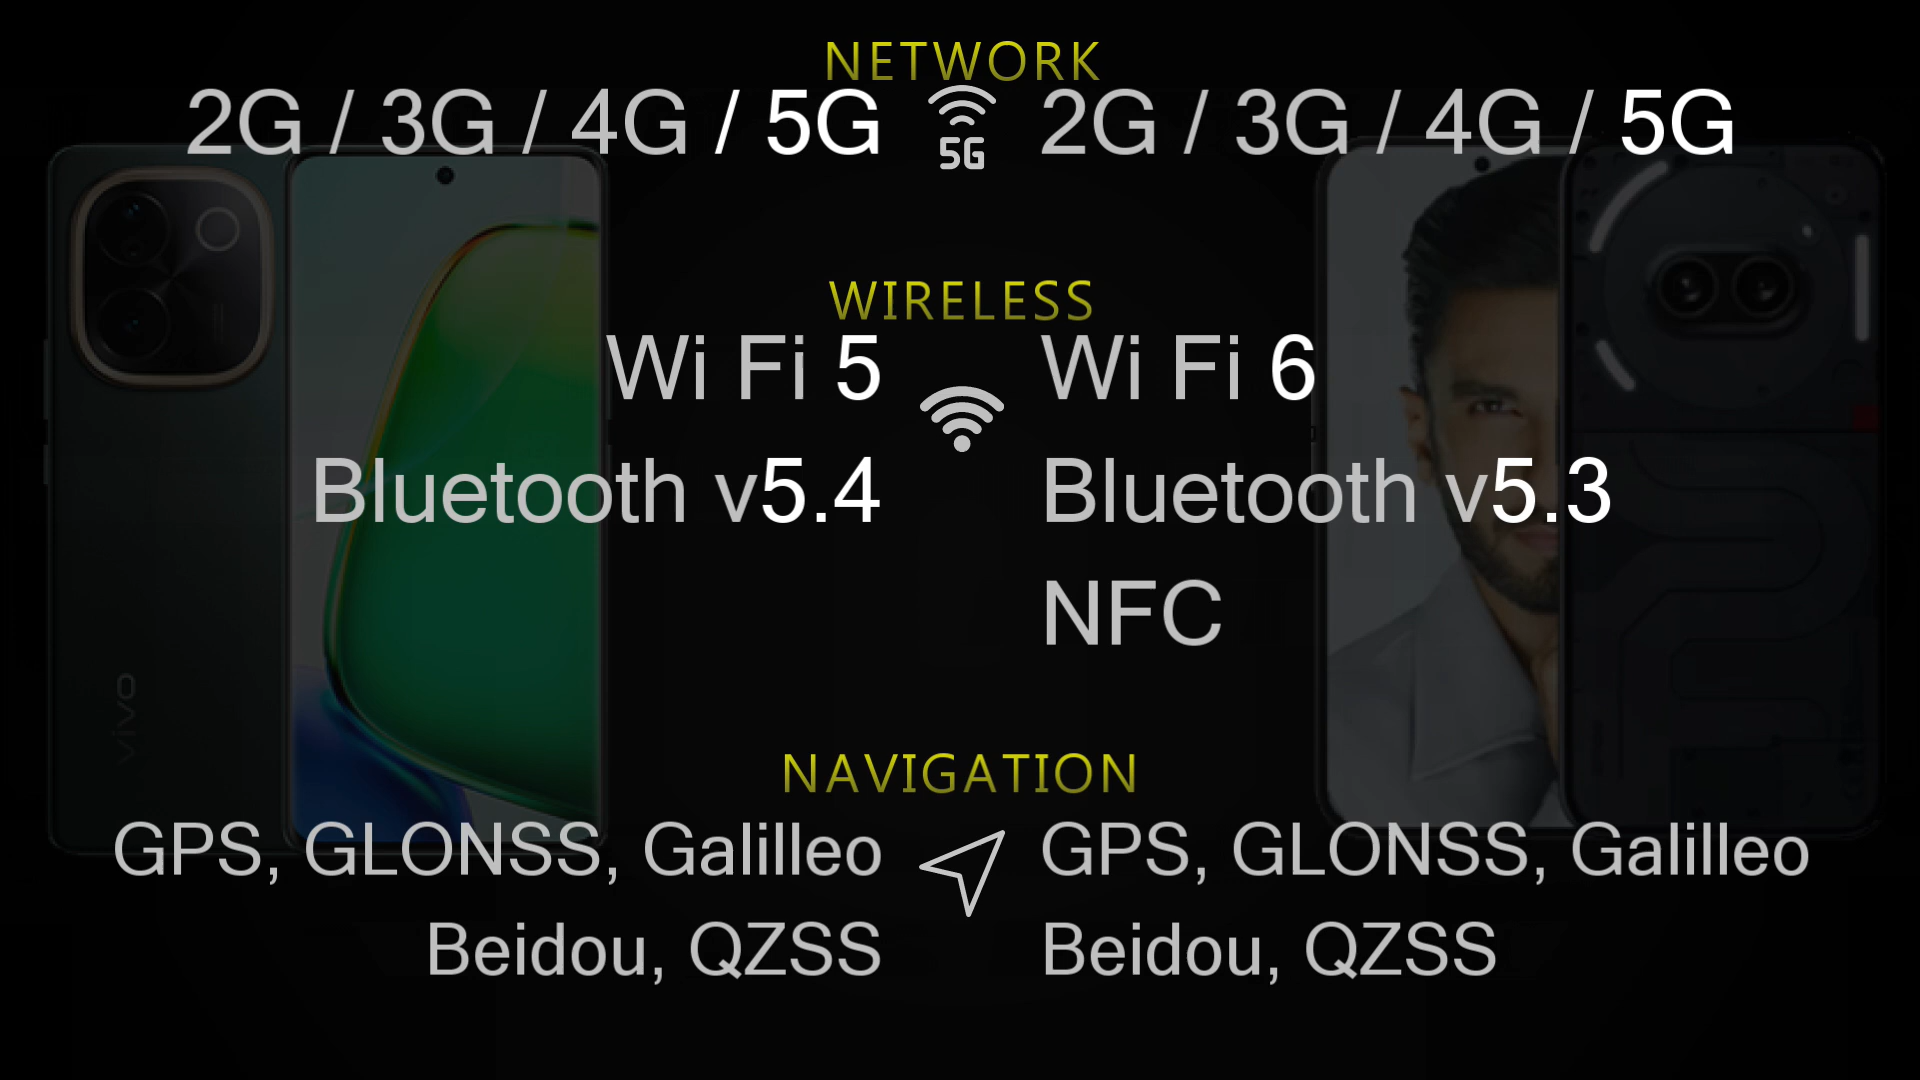 NETWORK
2G / 3G / 4G / 5G
5G
2G / 3G / 4G / 5G
WIRELESS
Wi Fi 5
Wi Fi 6
Bluetooth v5.4
Bluetooth v5.3
NFC
vivo
NAVIGATION
GPS, GLONSS, Galilleo
GPS, GLONSS, Galilleo
Beidou, QZSS
Beidou, QZSS